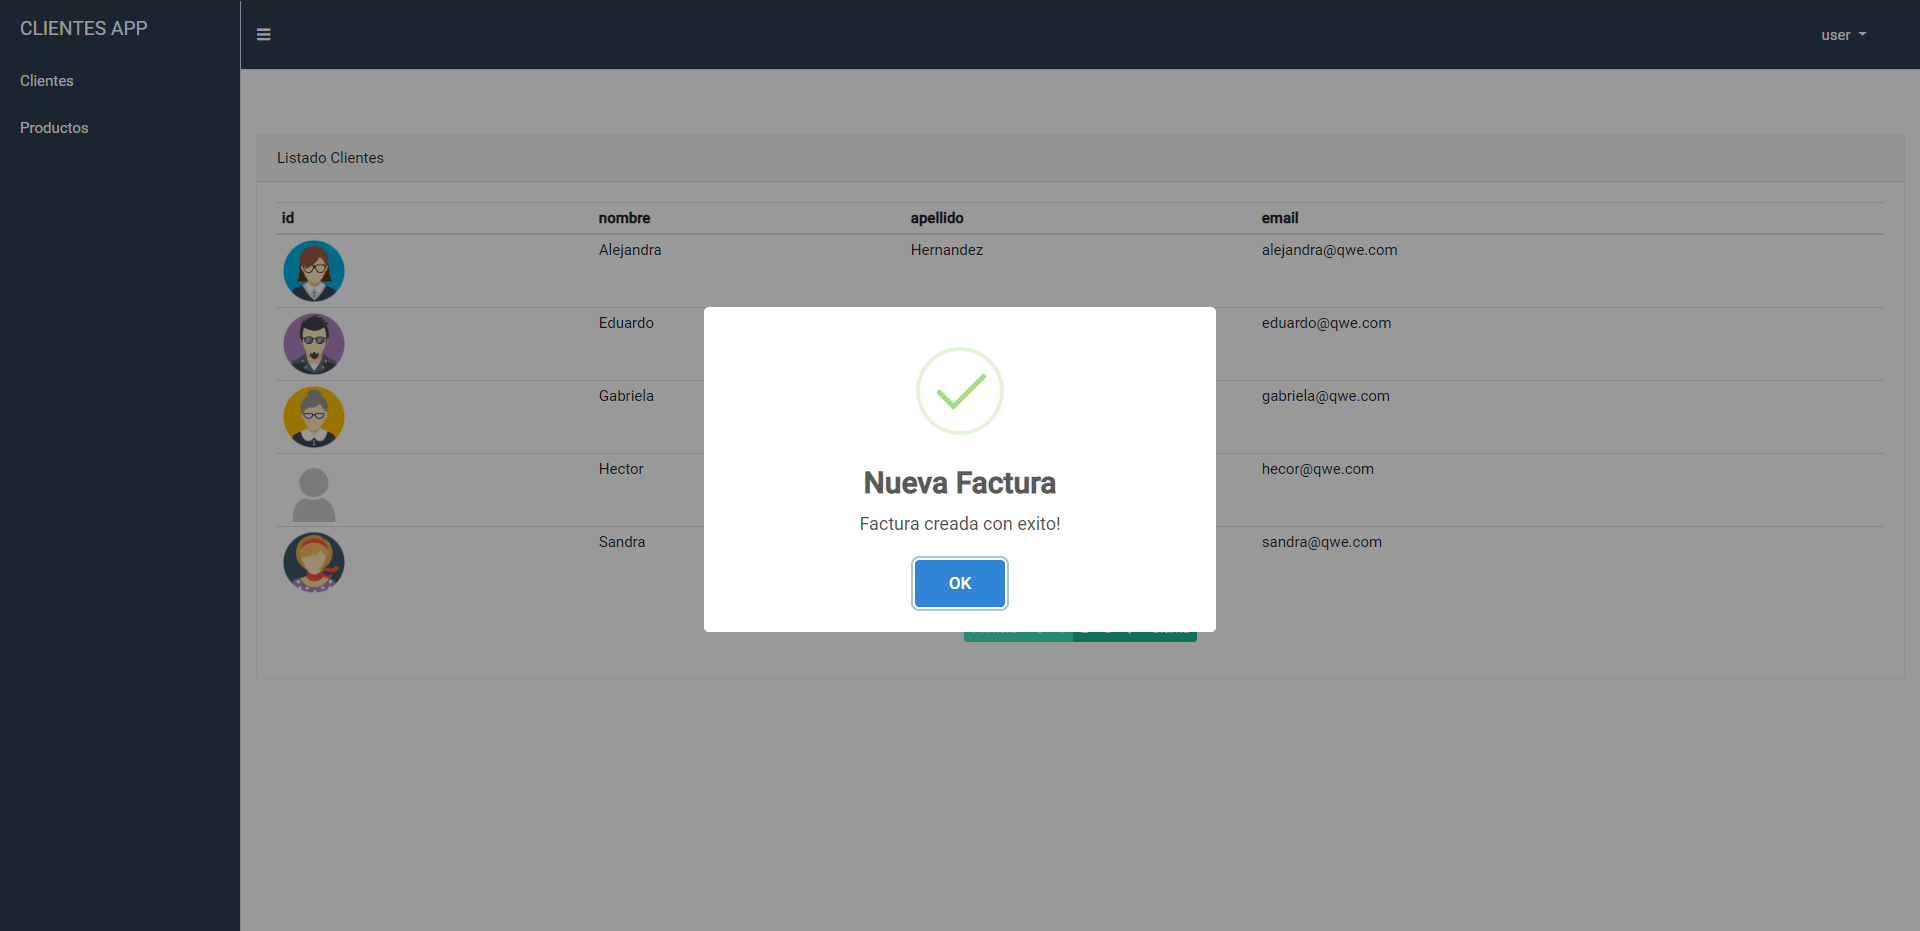 CLIENTES APP
user
Clientes
Productos
Listado Clientes
id nombre apellido email
Alejandra Hernandez alejandra@qwe.com
Eduardo eduardo@qwe.com
Gabriela gabriela@qwe.com
Hector hecor@qwe.com
Sandra sandra@qwe.com
Nueva Factura
Factura creada con exito!
OK